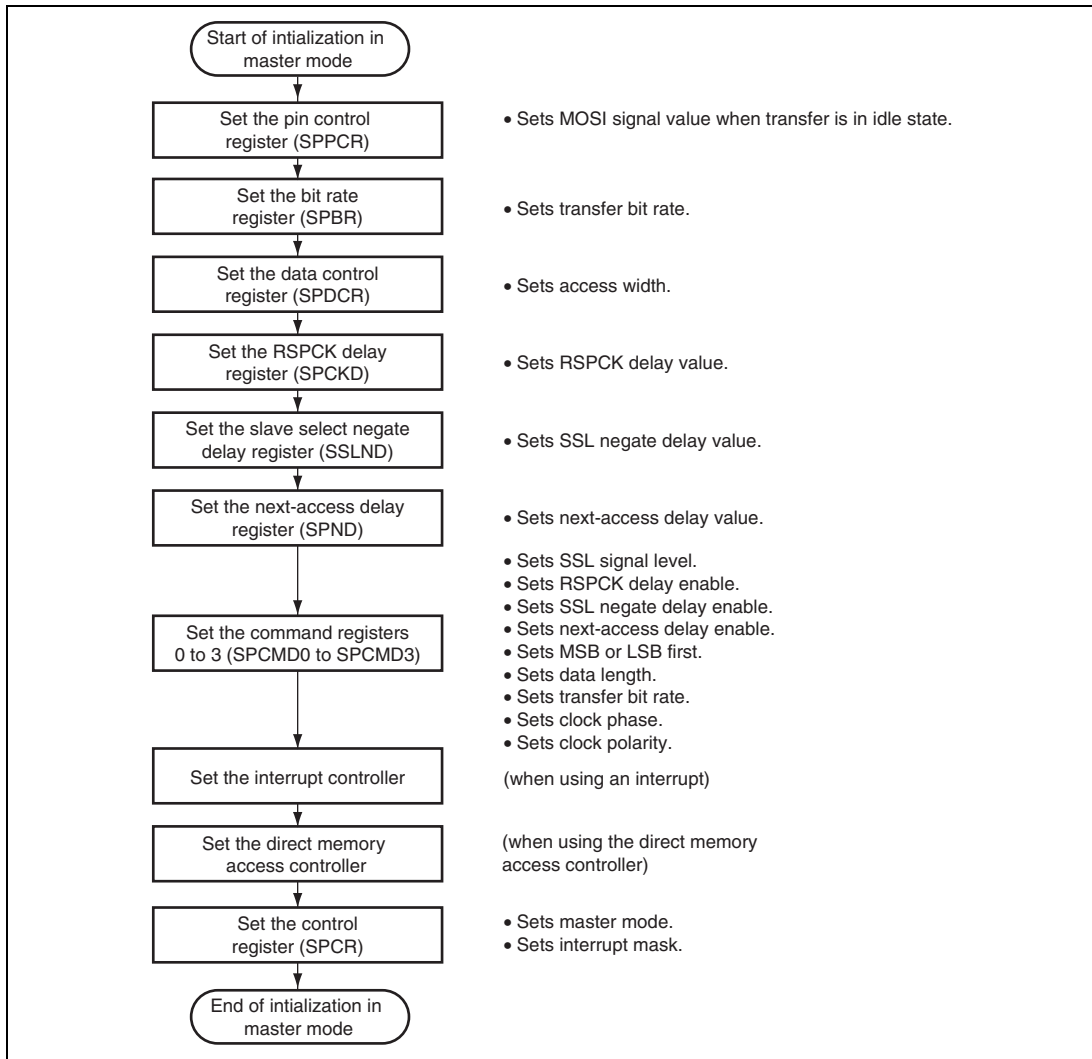 Start of intialization in
master mode
Set the pin control
register (SPPCR)
• Sets MOSI signal value when transfer is in idle state.
Set the bit rate
register (SPBR)
• Sets transfer bit rate.
Set the data control
register (SPDCR)
• Sets access width.
Set the RSPCK delay
register (SPCKD)
• Sets RSPCK delay value.
Set the slave select negate
delay register (SSLND)
• Sets SSL negate delay value.
Set the next-access delay
register (SPND)
• Sets next-access delay value.
Set the command registers
0 to 3 (SPCMD0 to SPCMD3)
• Sets SSL signal level.
• Sets RSPCK delay enable.
• Sets SSL negate delay enable.
• Sets next-access delay enable.
• Sets MSB or LSB first.
• Sets data length.
• Sets transfer bit rate.
• Sets clock phase.
• Sets clock polarity.
Set the interrupt controller
(when using an interrupt)
Set the direct memory
access controller
(when using the direct memory
access controller)
Set the control
register (SPCR)
• Sets master mode.
• Sets interrupt mask.
End of intialization in
master mode